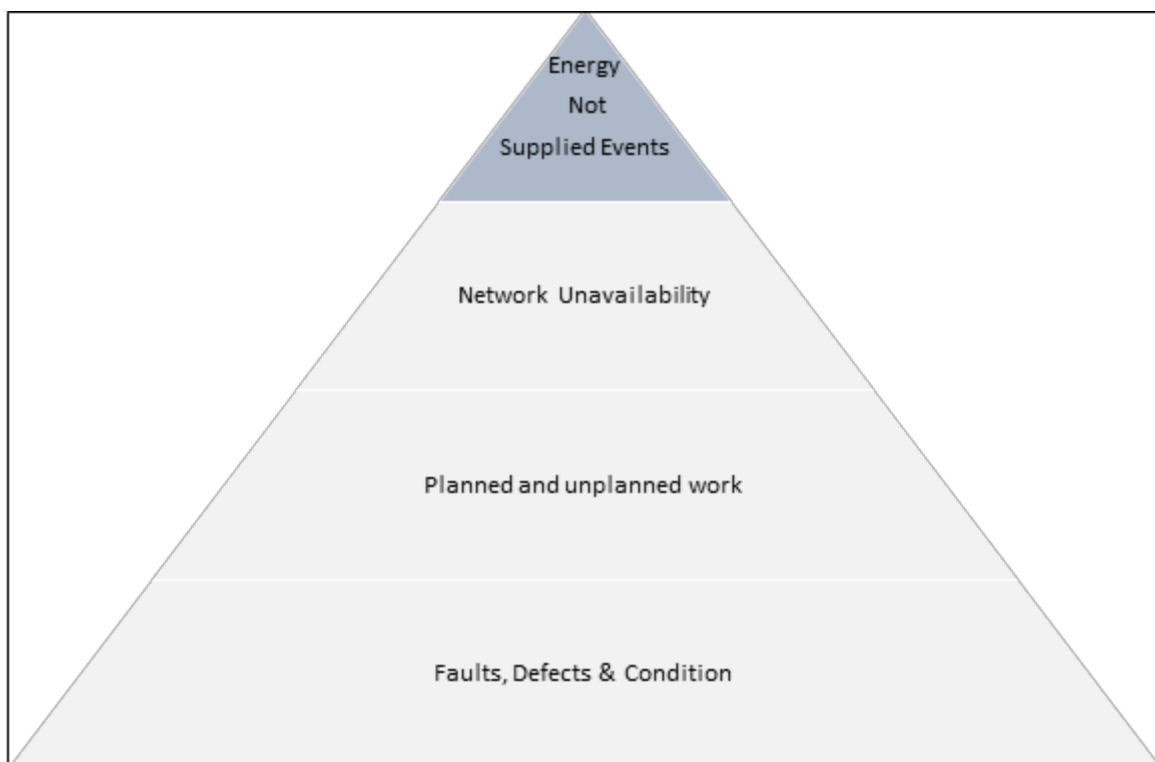 Energy
Not
Supplied Events
Network Unavailability
Planned and unplanned work
Faults, Defects & Condition